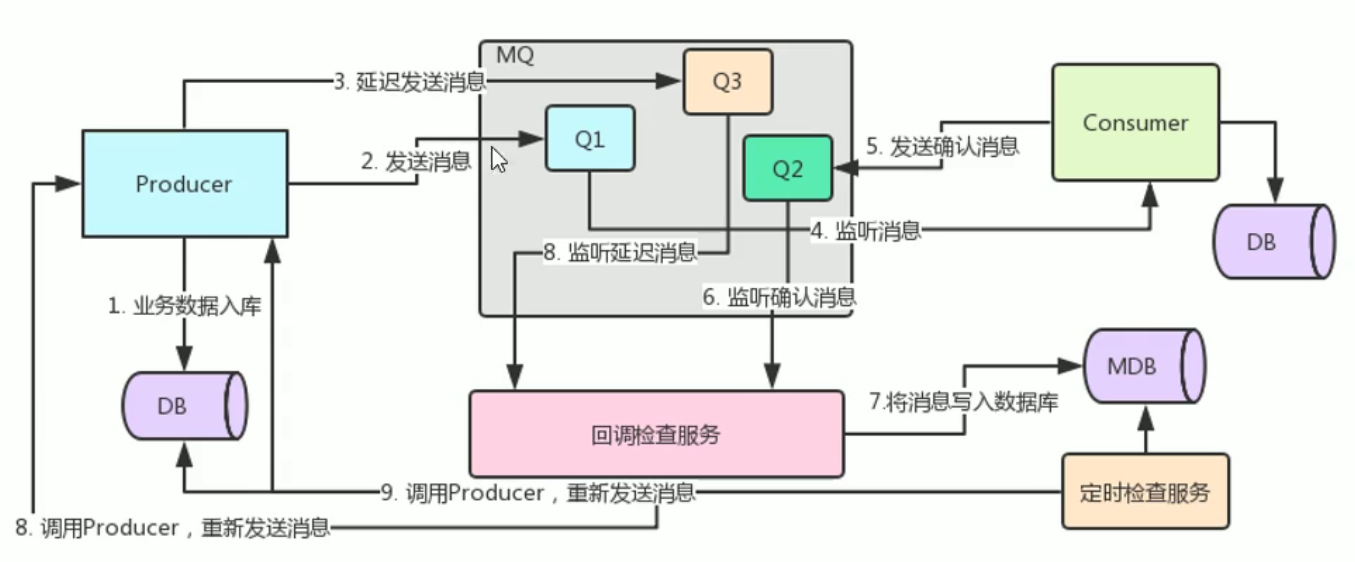 MQ
3. 延迟发送消息
Q3
Q1
2. 发送消息
Producer
Q2
5. 发送确认消息
Consumer
4. 监听消息
DB
8. 监听延迟消息
6. 监听确认消息
1. 业务数据入库
DB
MDB
7.将消息写入数据库
回调检查服务
9. 调用Producer，重新发送消息
定时检查服务
8. 调用Producer，重新发送消息